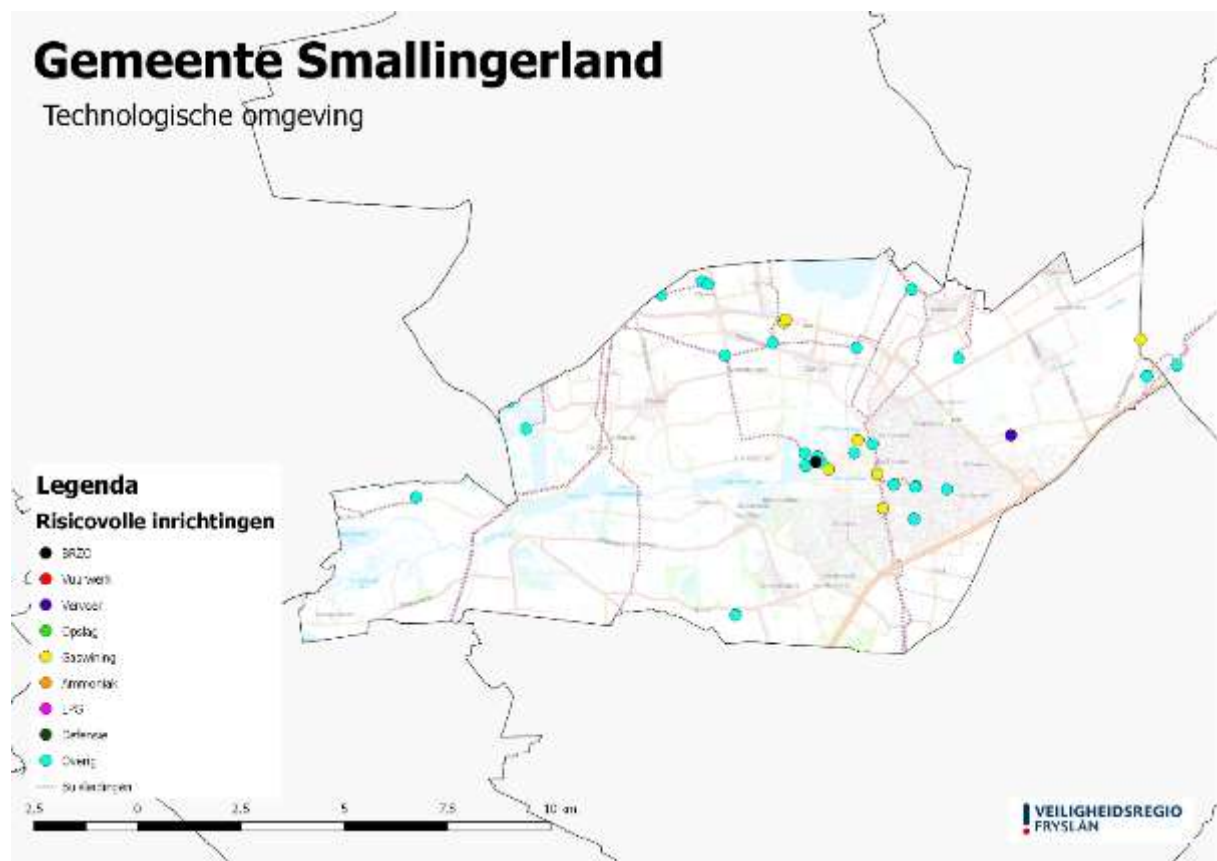 Gemeente Smallingerland
Technologische omgeving
Legenda
Risicovolle inrichtingen
BRZO
Vuurwerk
Vervoer
Opslag
Gaswining
Ammoniak
LPG
Defensie
Overig
Buisleidingen
2.5 0 2.5 5 7.5 10 km
VEILIGHEIDSREGIO
FRYSLÂN